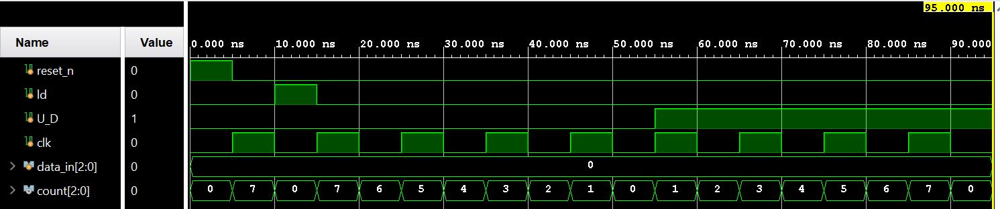 95.000 ns
Name Value 0.000 ns 10.000 ns 20.000 ns 30.000 ns 40.000 ns 50.000 ns 60.000 ns 70.000 ns 80.000 ns 90.000
reset_n 0
ld 0
U_D 1
clk 0
data_in[2:0] 0 0
count[2:0] 0 0 7 0 7 6 5 4 3 2 1 0 1 2 3 4 5 6 7 0